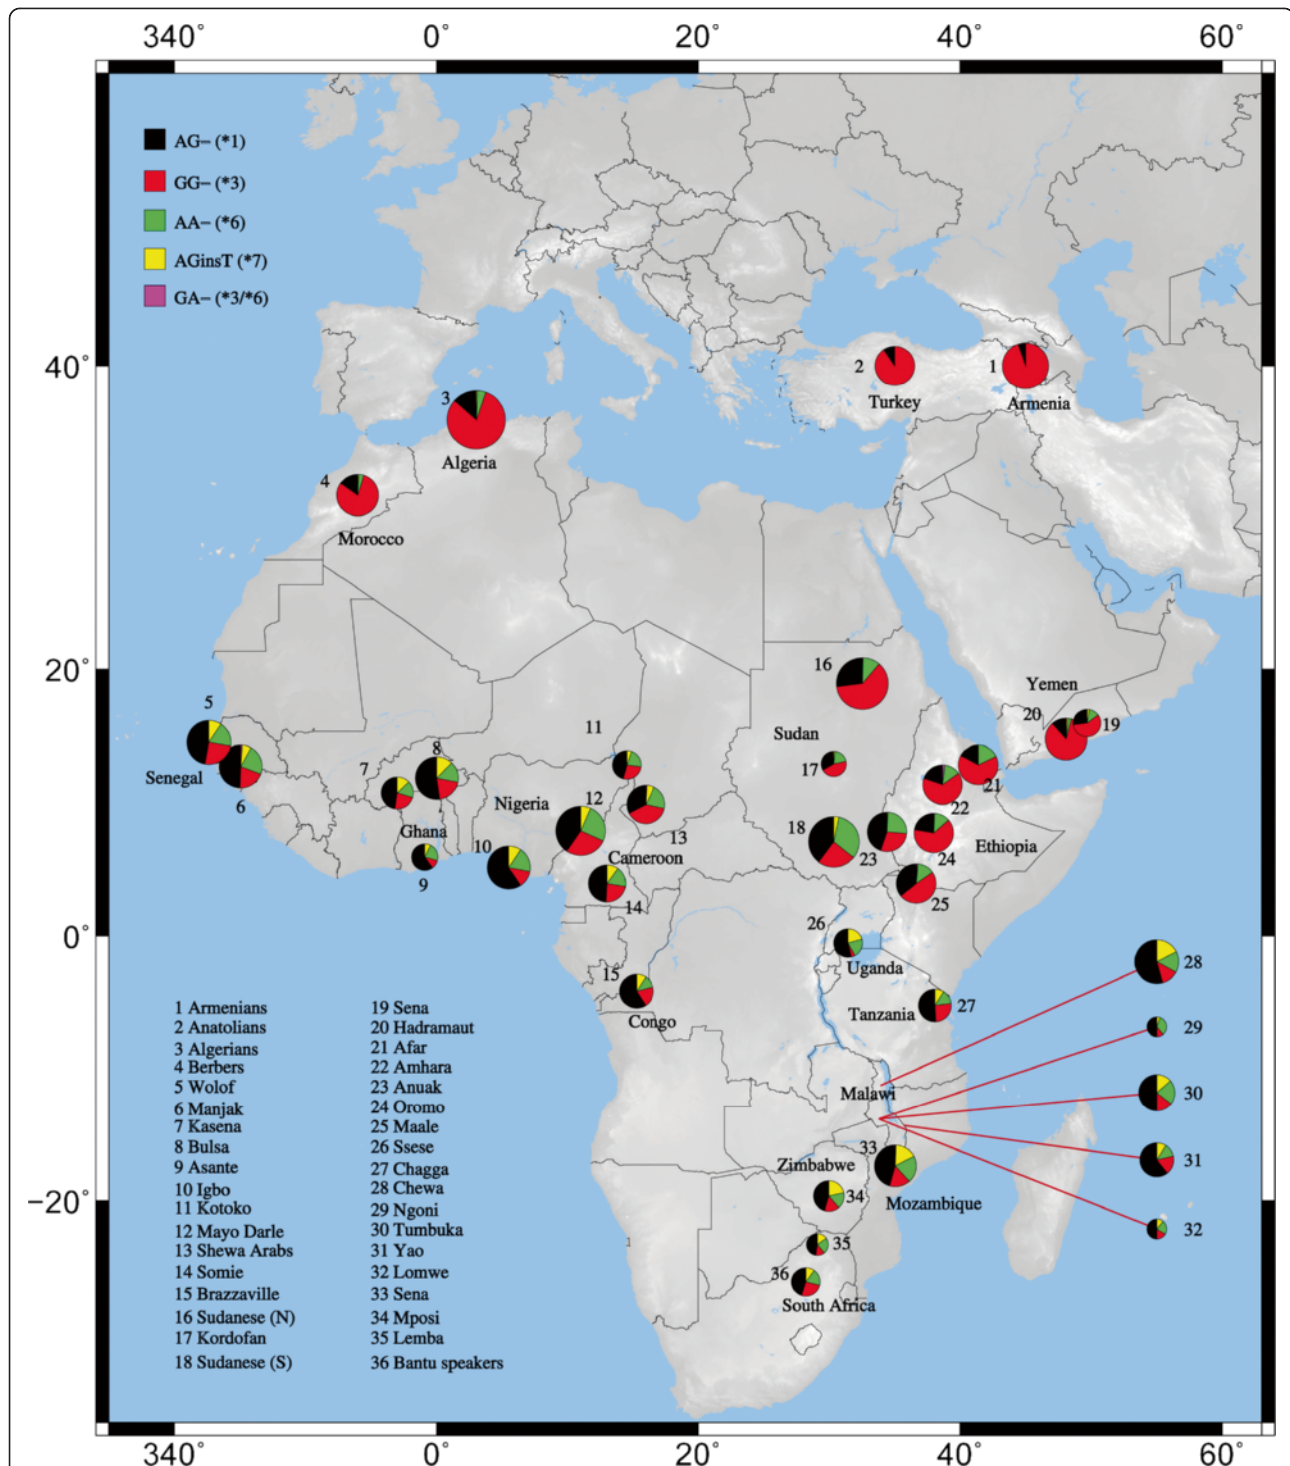 340° 0° 20° 40° 60°
AG– (*1)
GG– (*3)
AA– (*6)
AGinsT (*7)
GA– (*3/*6)
40°
20°
0°
−20°
2
Turkey
1
Armenia
3
Algeria
4
Morocco
5
Senegal
6
7
8
Ghana
9
10
Nigeria
11
12
13
Cameroon
14
15
Congo
16
Sudan
17
18
Yemen
20
19
21
22
23
24
Ethiopia
25
26
Uganda
Tanzania
27
28
29
30
31
32
Malawi
33
Zimbabwe
34
Mozambique
35
36
South Africa
1 Armenians
2 Anatolians
3 Algerians
4 Berbers
5 Wolof
6 Manjak
7 Kasena
8 Bulsa
9 Asante
10 Igbo
11 Kotoko
12 Mayo Darle
13 Shewa Arabs
14 Somie
15 Brazzaville
16 Sudanese (N)
17 Kordofan
18 Sudanese (S)
19 Sena
20 Hadramaut
21 Afar
22 Amhara
23 Anuak
24 Oromo
25 Maale
26 Ssese
27 Chagga
28 Chewa
29 Ngoni
30 Tumbuka
31 Yao
32 Lomwe
33 Sena
34 Mposi
35 Lemba
36 Bantu speakers
340° 0° 20° 40° 60°